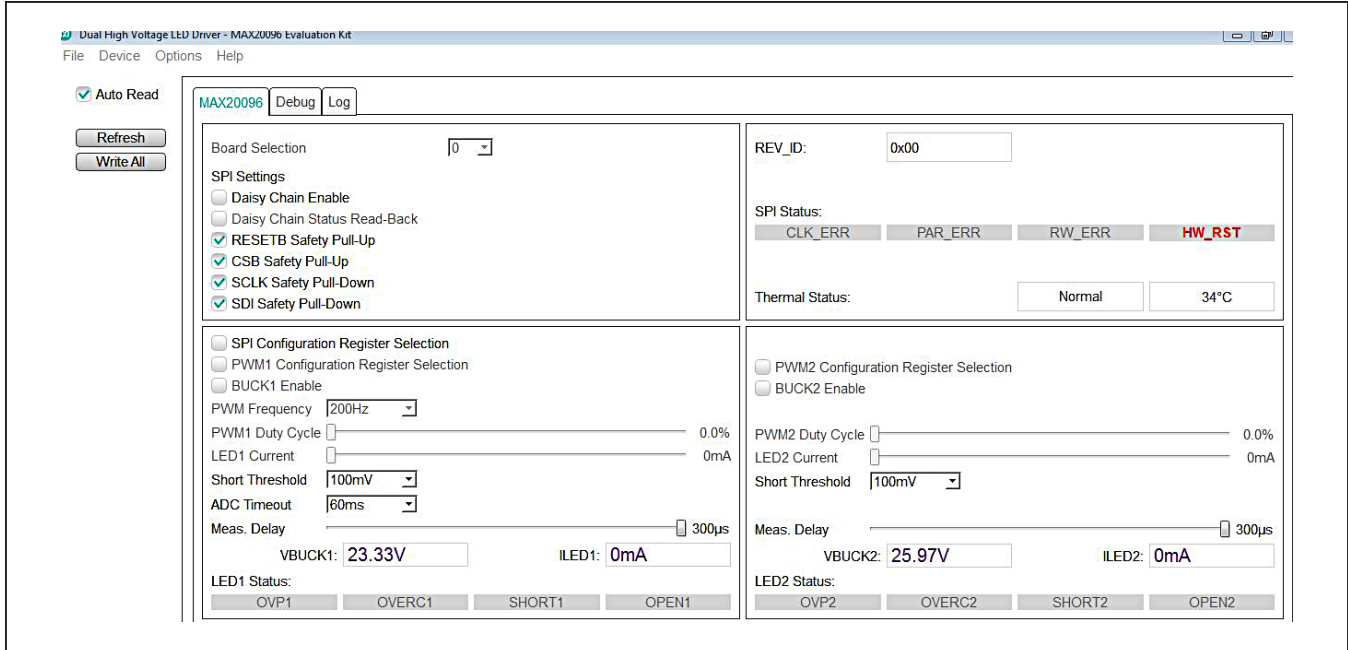 Dual High Voltage LED Driver - MAX20096 Evaluation Kit
File Device Options Help
Auto Read
Refresh
Write All
MAX20096 Debug Log
Board Selection 0
SPI Settings
Daisy Chain Enable
Daisy Chain Status Read-Back
RESETB Safety Pull-Up
CSB Safety Pull-Up
SCLK Safety Pull-Down
SDI Safety Pull-Down
REV_ID: 0x00
SPI Status:
CLK_ERR PAR_ERR RW_ERR HW_RST
Thermal Status: Normal 34°C
SPI Configuration Register Selection
PWM1 Configuration Register Selection
BUCK1 Enable
PWM Frequency 200Hz
PWM1 Duty Cycle 0.0%
LED1 Current 0mA
Short Threshold 100mV
ADC Timeout 60ms
Meas. Delay 300µs
VBUCK1: 23.33V ILED1: 0mA
LED1 Status:
OVP1 OVERC1 SHORT1 OPEN1
PWM2 Configuration Register Selection
BUCK2 Enable
PWM2 Duty Cycle 0.0%
LED2 Current 0mA
Short Threshold 100mV
Meas. Delay 300µs
VBUCK2: 25.97V ILED2: 0mA
LED2 Status:
OVP2 OVERC2 SHORT2 OPEN2